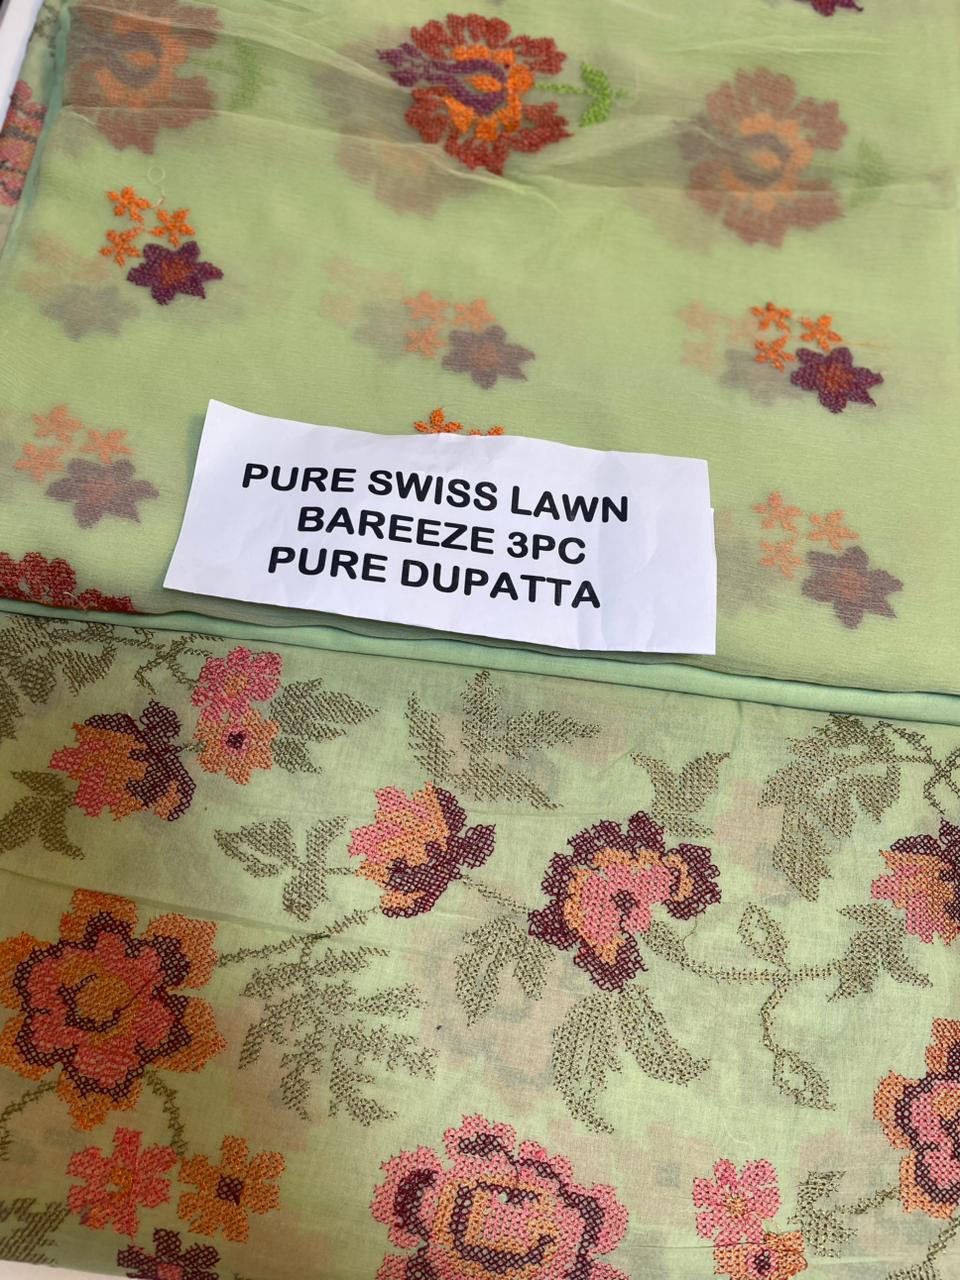 PURE SWISS LAWN
BAREEZE 3PC
PURE DUPATTA